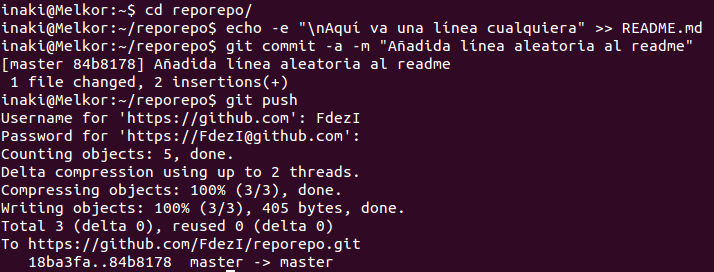 inaki@Melkor:~$ cd reporepo/
inaki@Melkor:~/reporepo$ echo -e "\nAquí va una línea cualquiera" >> README.md
inaki@Melkor:~/reporepo$ git commit -a -m "Añadida línea aleatoria al readme"
[master 84b8178] Añadida línea aleatoria al readme
 1 file changed, 2 insertions(+)
inaki@Melkor:~/reporepo$ git push
Username for 'https://github.com': FdezI
Password for 'https://FdezI@github.com':
Counting objects: 5, done.
Delta compression using up to 2 threads.
Compressing objects: 100% (3/3), done.
Writing objects: 100% (3/3), 405 bytes, done.
Total 3 (delta 0), reused 0 (delta 0)
To https://github.com/FdezI/reporepo.git
   18ba3fa..84b8178  master -> master